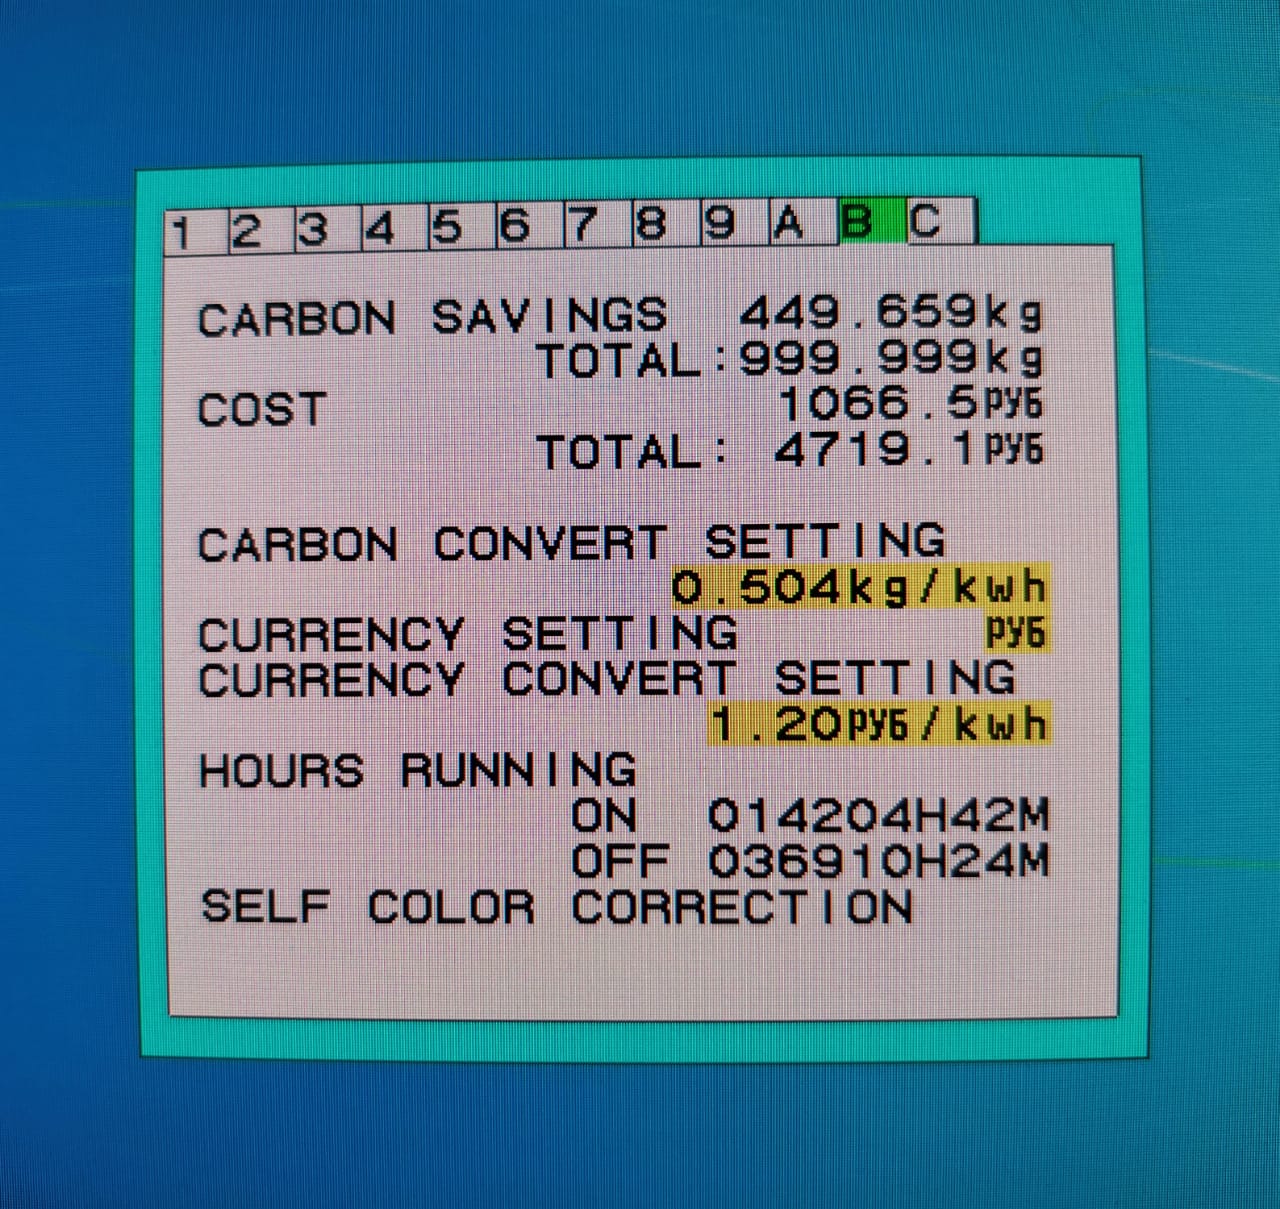 1 2 3 4 5 6 7 8 9 A B C
CARBON SAVINGS 449.659kg
TOTAL:999.999kg
COST 1066.5РУБ
TOTAL: 4719.1РУБ
CARBON CONVERT SETTING
0.504kg/kwh
CURRENCY SETTING РУБ
CURRENCY CONVERT SETTING
1.20РУБ/kwh
HOURS RUNNING
ON 014204H42M
OFF 036910H24M
SELF COLOR CORRECTION